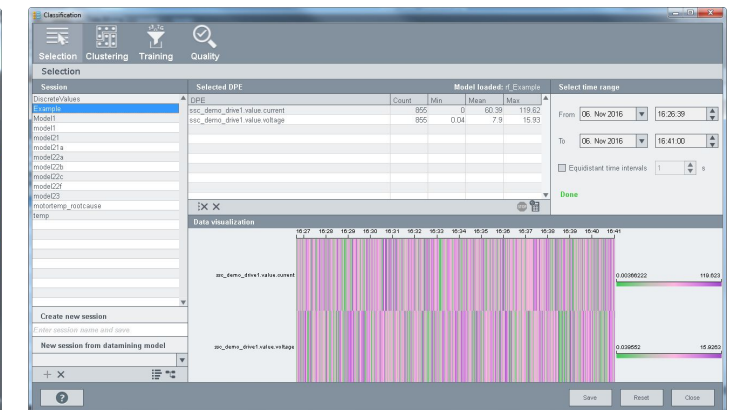 Classification
Selection Clustering Training Quality
Selection
Session
DiscreteValues
Example
Model1
model1
model21
model21a
model22a
model22b
model22c
model22f
model23
motortemp_rootcause
temp
Create new session
Enter session name and save
New session from datamining model
Selected DPE Model loaded: rf_Example
DPE Count Min Mean Max
ssc_demo_drive1.value.current 855 0 60.39 119.62
ssc_demo_drive1.value.voltage 855 0.04 7.9 15.93
Select time range
From 06. Nov 2016 16:26:39
To 06. Nov 2016 16:41:00
Equidistant time intervals 1 s
Done
Data visualization
16:27 16:28 16:29 16:30 16:31 16:32 16:33 16:34 16:35 16:36 16:37 16:38 16:39 16:40 16:41
ssc_demo_drive1.value.current 0.00366222 119.623
ssc_demo_drive1.value.voltage 0.039552 15.9263
? Save Reset Close